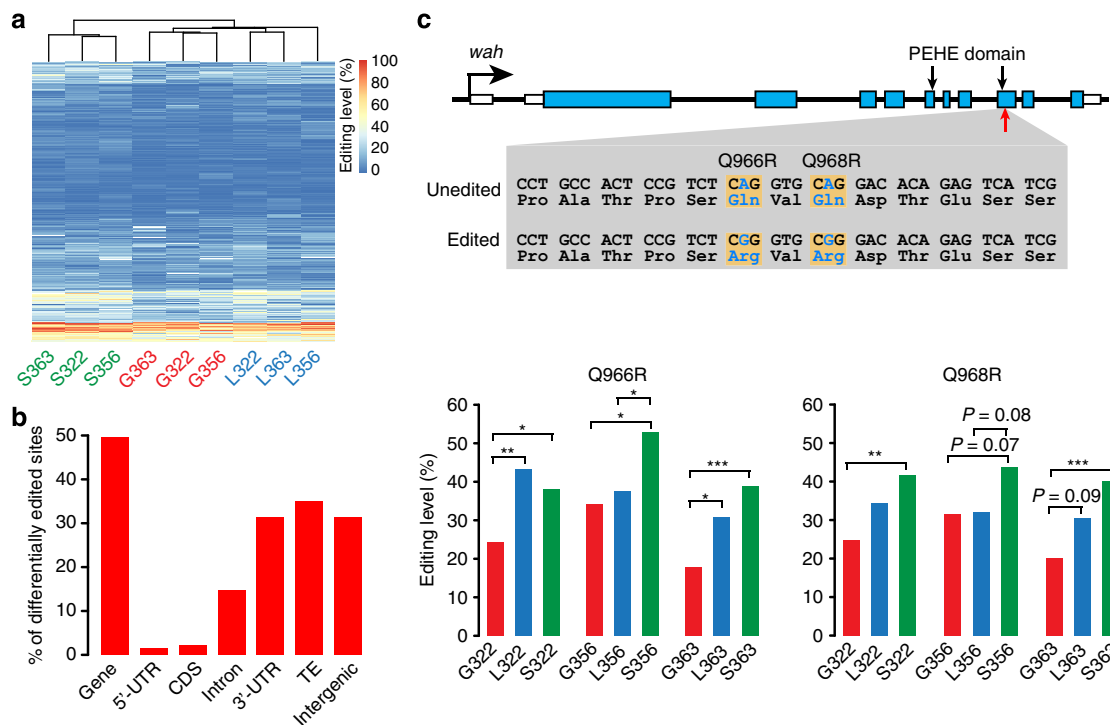 a
100
80
60
40
20
0
Editing level (%)
S363
S322
S356
G363
G322
G356
L322
L363
L356
b
% of differentially edited sites
50
40
30
20
10
0
Gene
5'-UTR
CDS
Intron
3'-UTR
TE
Intergenic
c
wah
PEHE domain
Q966R Q968R
Unedited
CCT GCC ACT CCG TCT CAG GTG CAG GAC ACA GAG TCA TCG
Pro Ala Thr Pro Ser Gln Val Gln Asp Thr Glu Ser Ser
Edited
CCT GCC ACT CCG TCT CGG GTG CGG GAC ACA GAG TCA TCG
Pro Ala Thr Pro Ser Arg Val Arg Asp Thr Glu Ser Ser
Q966R
Editing level (%)
60
50
40
30
20
10
0
*
**
*
*
***
*
G322
L322
S322
G356
L356
S356
G363
L363
S363
Q968R
60
50
40
30
20
10
0
**
P = 0.08
P = 0.07
***
P = 0.09
G322
L322
S322
G356
L356
S356
G363
L363
S363